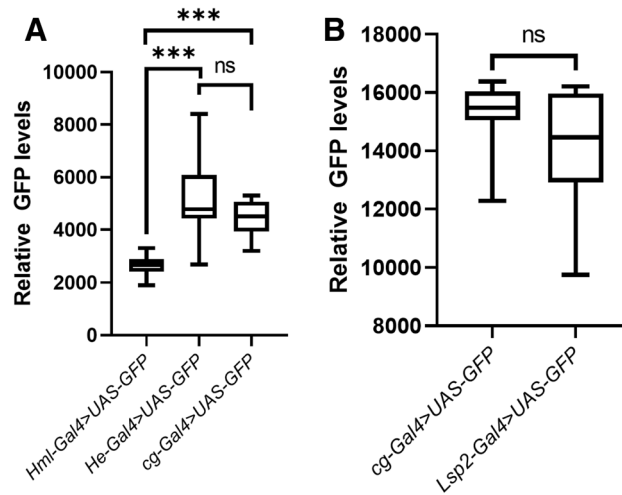 A
***
***
ns
Relative GFP levels
10000
8000
6000
4000
2000
0
Hml-Gal4>UAS-GFP
He-Gal4>UAS-GFP
cg-Gal4>UAS-GFP
B
ns
Relative GFP levels
18000
16000
14000
12000
10000
8000
cg-Gal4>UAS-GFP
Lsp2-Gal4>UAS-GFP